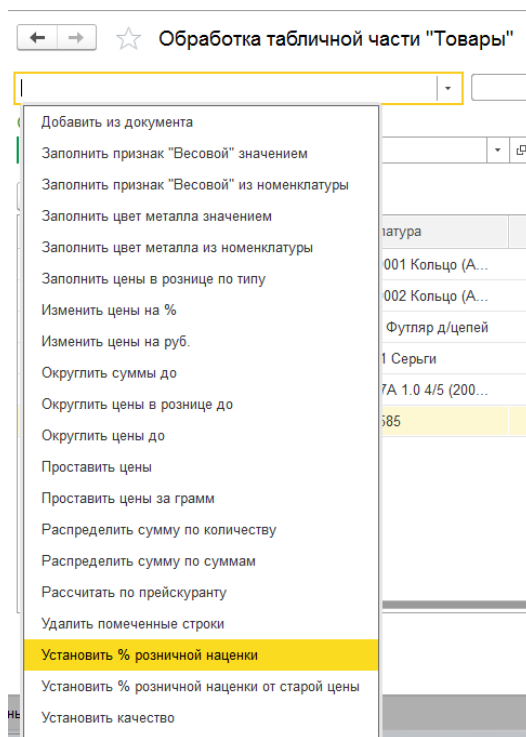 Обработка табличной части "Товары"
Добавить из документа
Заполнить признак "Весовой" значением
Заполнить признак "Весовой" из номенклатуры
Заполнить цвет металла значением
Заполнить цвет металла из номенклатуры
Заполнить цены в рознице по типу
Изменить цены на %
Изменить цены на руб.
Округлить суммы до
Округлить цены в рознице до
Округлить цены до
Проставить цены
Проставить цены за грамм
Распределить сумму по количеству
Распределить сумму по суммам
Рассчитать по прейскуранту
Удалить помеченные строки
Установить % розничной наценки
Установить % розничной наценки от старой цены
Установить качество
латура
001 Кольцо (А...
002 Кольцо (А...
Футляр д/цепей
1 Серьги
7А 1.0 4/5 (200...
585